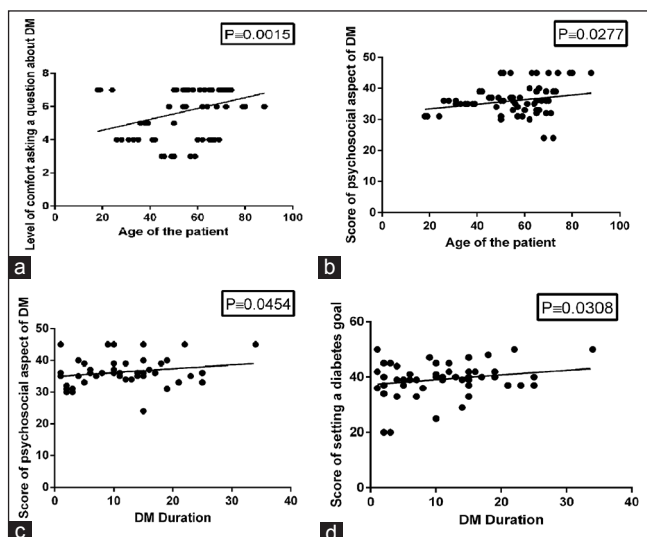 P=0.0015
Level of comfort asking a question about DM
8
6
4
2
0
0 20 40 60 80 100
Age of the patient
a
P=0.0277
Score of psychosocial aspect of DM
50
40
30
20
10
0
0 20 40 60 80 100
Age of the patient
b
P=0.0454
Score of psychosocial aspect of DM
50
40
30
20
10
0
0 10 20 30 40
DM Duration
c
P=0.0308
Score of setting a diabetes goal
60
40
20
0
0 10 20 30 40
DM Duration
d